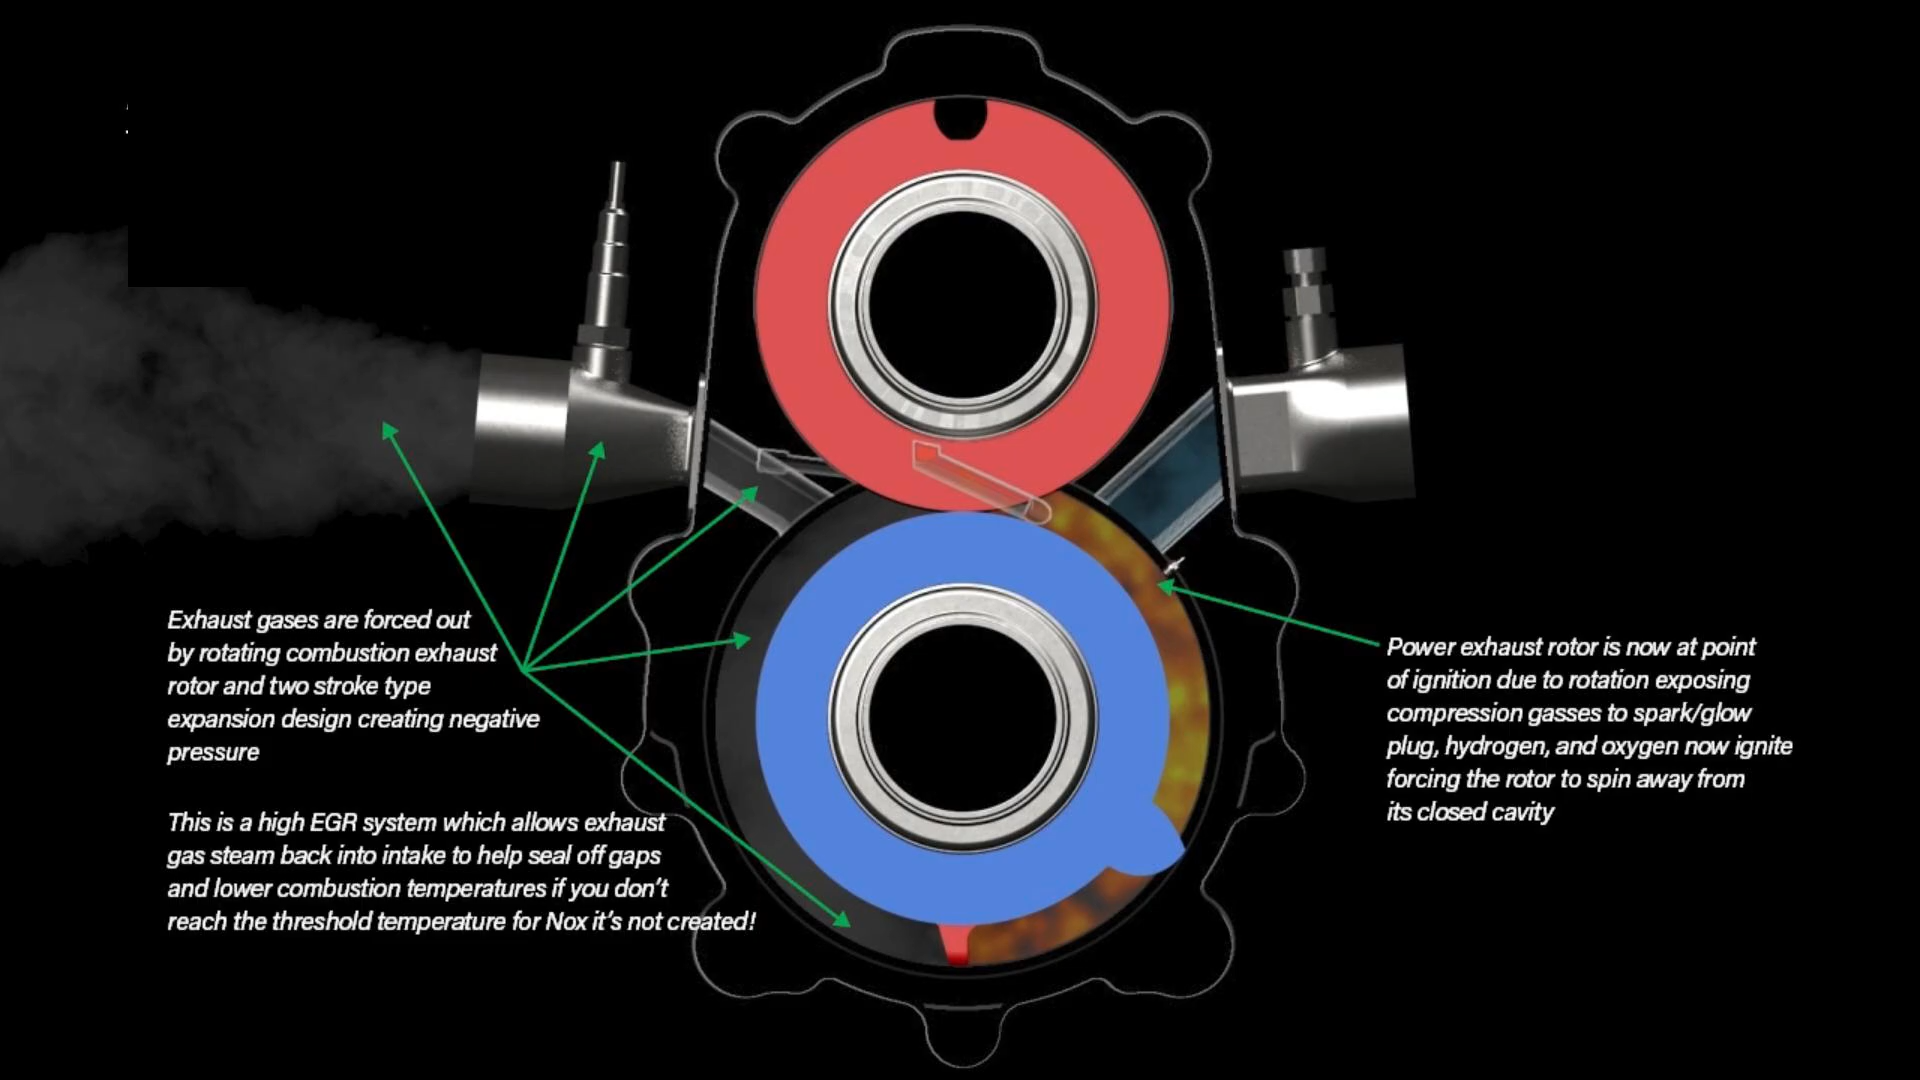 Exhaust gases are forced out
by rotating combustion exhaust
rotor and two stroke type
expansion design creating negative
pressure
This is a high EGR system which allows exhaust
gas steam back into intake to help seal off gaps
and lower combustion temperatures if you don't
reach the threshold temperature for Nox it's not created!
Power exhaust rotor is now at point
of ignition due to rotation exposing
compression gasses to spark/glow
plug, hydrogen, and oxygen now ignite
forcing the rotor to spin away from
its closed cavity